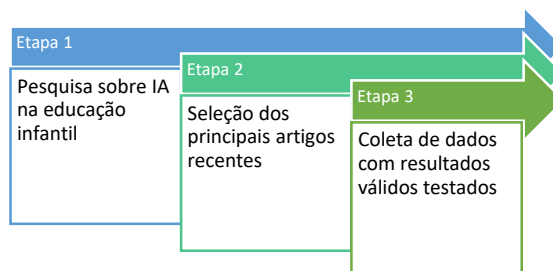 Etapa 1
Pesquisa sobre IA
na educação
infantil
Etapa 2
Seleção dos
principais artigos
recentes
Etapa 3
Coleta de dados
com resultados
válidos testados